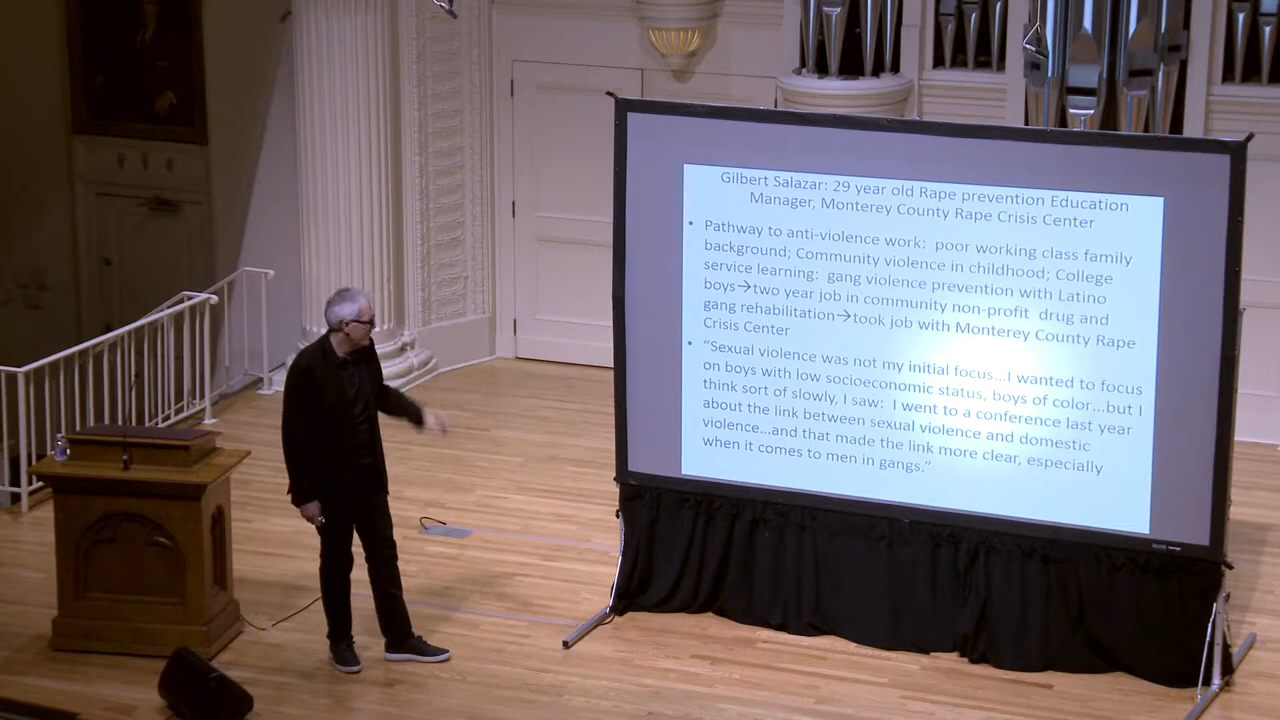 Gilbert Salazar: 29 year old Rape prevention Education
Manager, Monterey County Rape Crisis Center
• Pathway to anti-violence work: poor working class family
background; Community violence in childhood; College
service learning: gang violence prevention with Latino
boys→two year job in community non-profit drug and
gang rehabilitation→took job with Monterey County Rape
Crisis Center
• “Sexual violence was not my initial focus…I wanted to focus
on boys with low socioeconomic status, boys of color…but I
think sort of slowly, I saw: I went to a conference last year
about the link between sexual violence and domestic
violence…and that made the link more clear, especially
when it comes to men in gangs.”